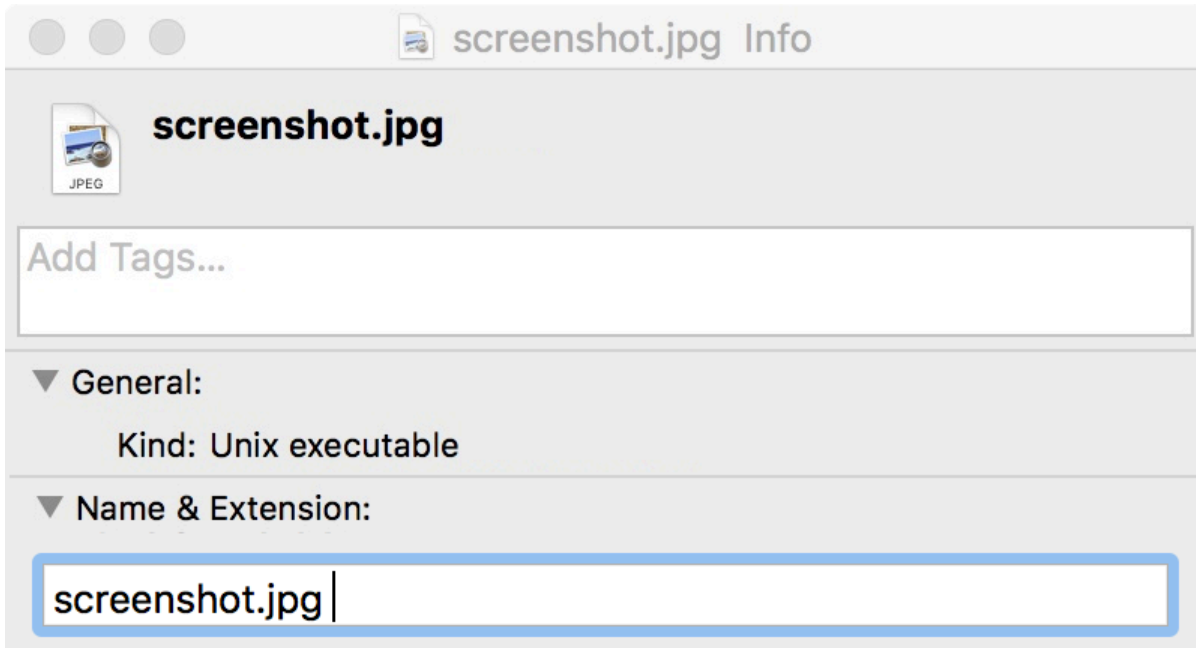 screenshot.jpg Info
screenshot.jpg
JPEG
Add Tags...
General:
Kind: Unix executable
Name & Extension:
screenshot.jpg